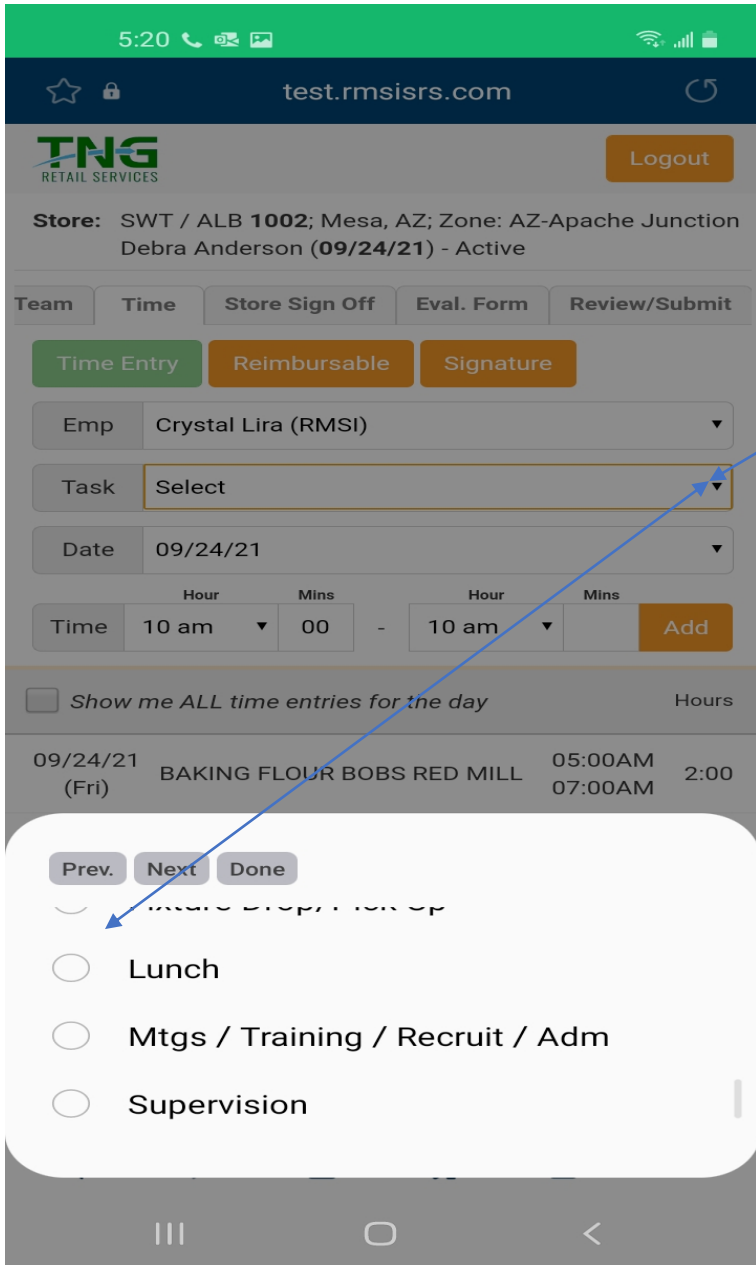 5:20
test.rmsisrs.com
TNG
RETAIL SERVICES
Logout
Store: SWT / ALB 1002; Mesa, AZ; Zone: AZ-Apache Junction
Debra Anderson (09/24/21) - Active
Team Time Store Sign Off Eval. Form Review/Submit
Time Entry Reimbursable Signature
Emp Crystal Lira (RMSI)
Task Select
Date 09/24/21
Hour Mins Hour Mins
Time 10 am 00 - 10 am Add
Show me ALL time entries for the day Hours
09/24/21 (Fri) BAKING FLOUR BOBS RED MILL 05:00AM 07:00AM 2:00
Prev. Next Done
Lunch
Mtgs / Training / Recruit / Adm
Supervision